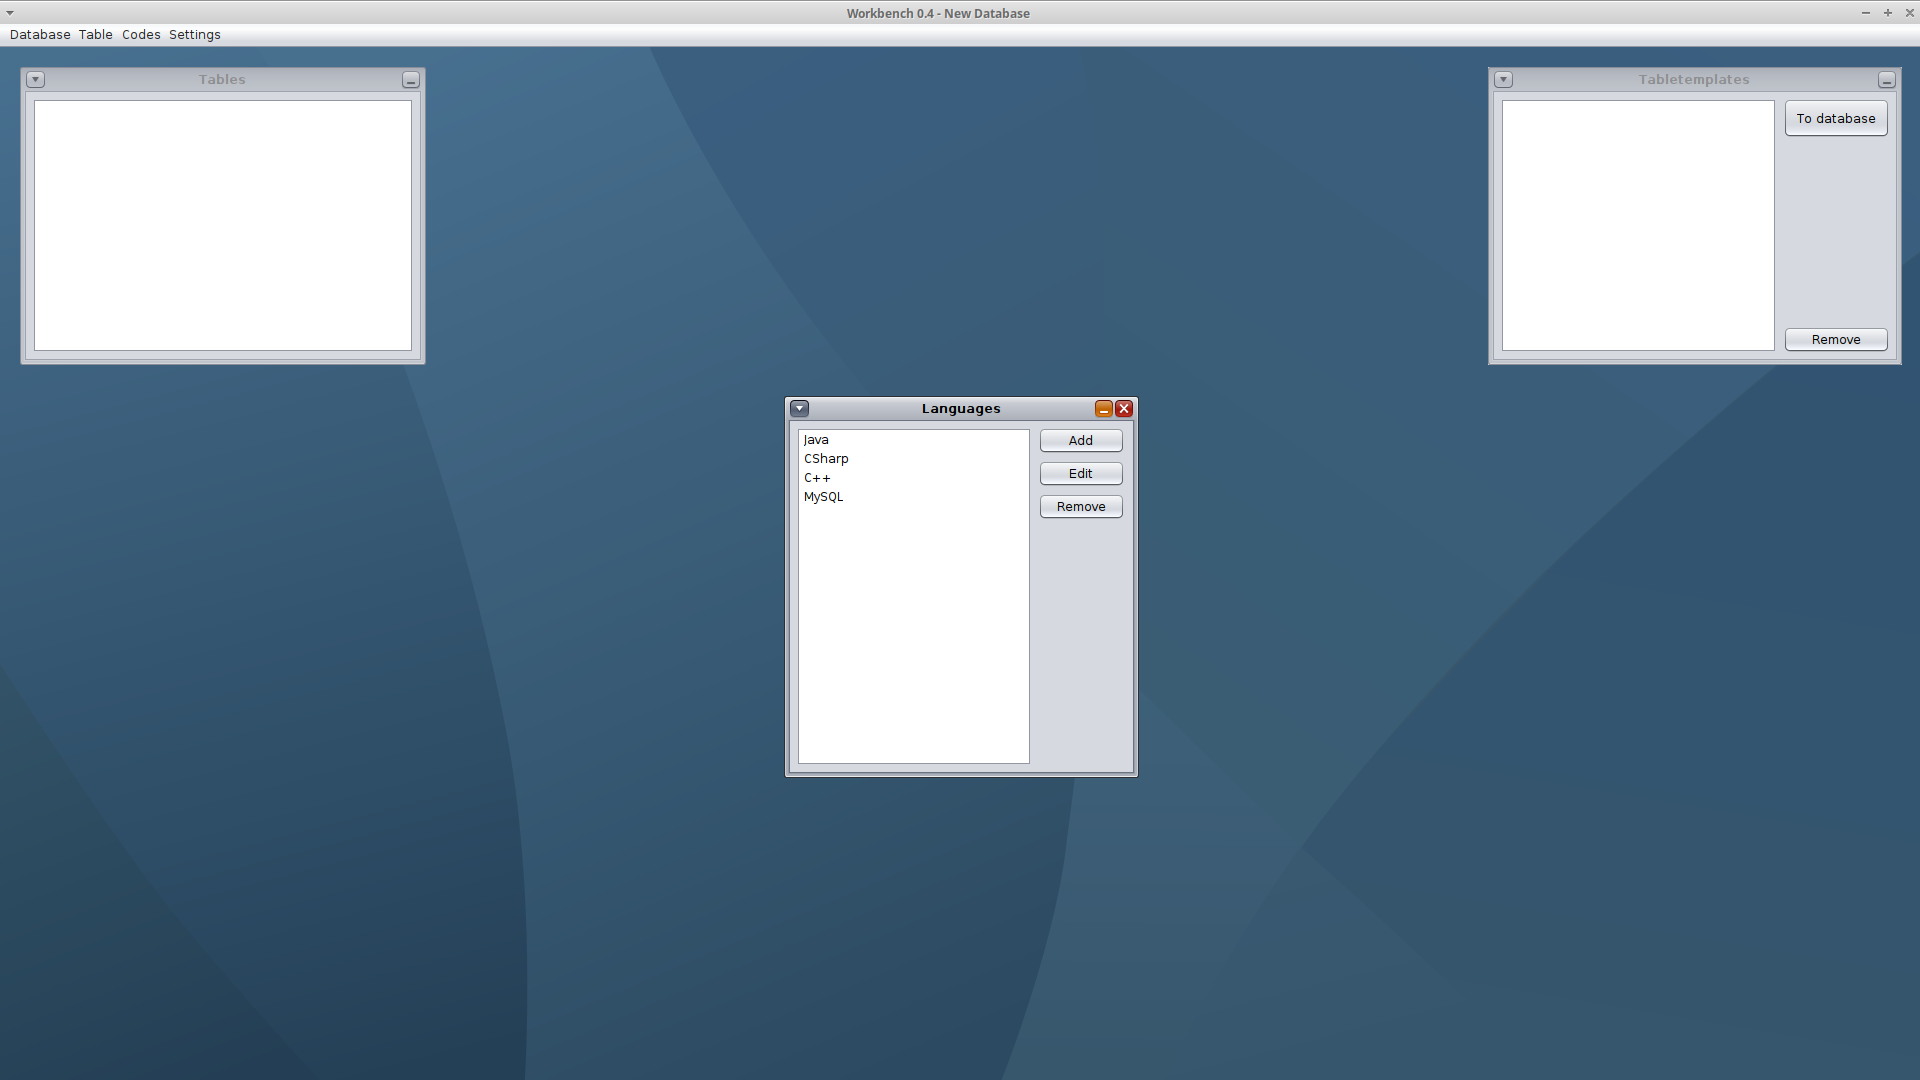 Workbench 0.4 - New Database
Database Table Codes Settings
Tables
Tabletemplates
To database
Remove
Languages
Java
CSharp
C++
MySQL
Add
Edit
Remove